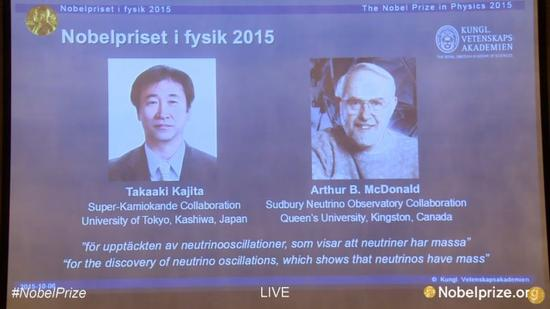 Nobelpriset i fysik 2015
The Nobel Prize in Physics 2015
Nobelpriset i fysik 2015
KUNGL.
VETENSKAPS
AKADEMIEN
THE ROYAL SWEDISH ACADEMY OF SCIENCES
Takaaki Kajita
Super-Kamiokande Collaboration
University of Tokyo, Kashiwa, Japan
Arthur B. McDonald
Sudbury Neutrino Observatory Collaboration
Queen's University, Kingston, Canada
"för upptäckten av neutrinooscillationer, som visar att neutriner har massa"
"for the discovery of neutrino oscillations, which shows that neutrinos have mass"
2015-10-06
© Kungl. Vetenskapsakademien
#NobelPrize
LIVE
Nobelprize.org